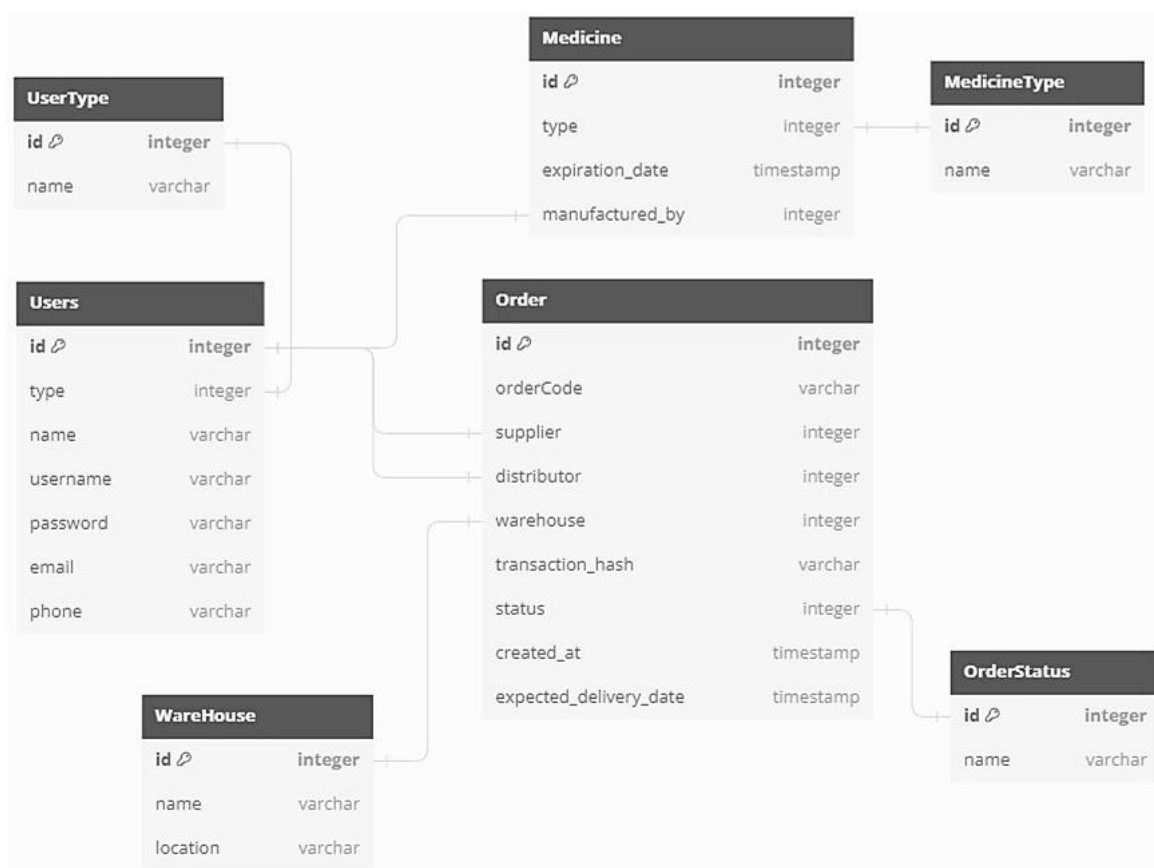 Medicine
id integer
type integer
expiration_date timestamp
manufactured_by integer
MedicineType
id integer
name varchar
UserType
id integer
name varchar
Users
id integer
type integer
name varchar
username varchar
password varchar
email varchar
phone varchar
Order
id integer
orderCode varchar
supplier integer
distributor integer
warehouse integer
transaction_hash varchar
status integer
created_at timestamp
expected_delivery_date timestamp
OrderStatus
id integer
name varchar
WareHouse
id integer
name varchar
location varchar